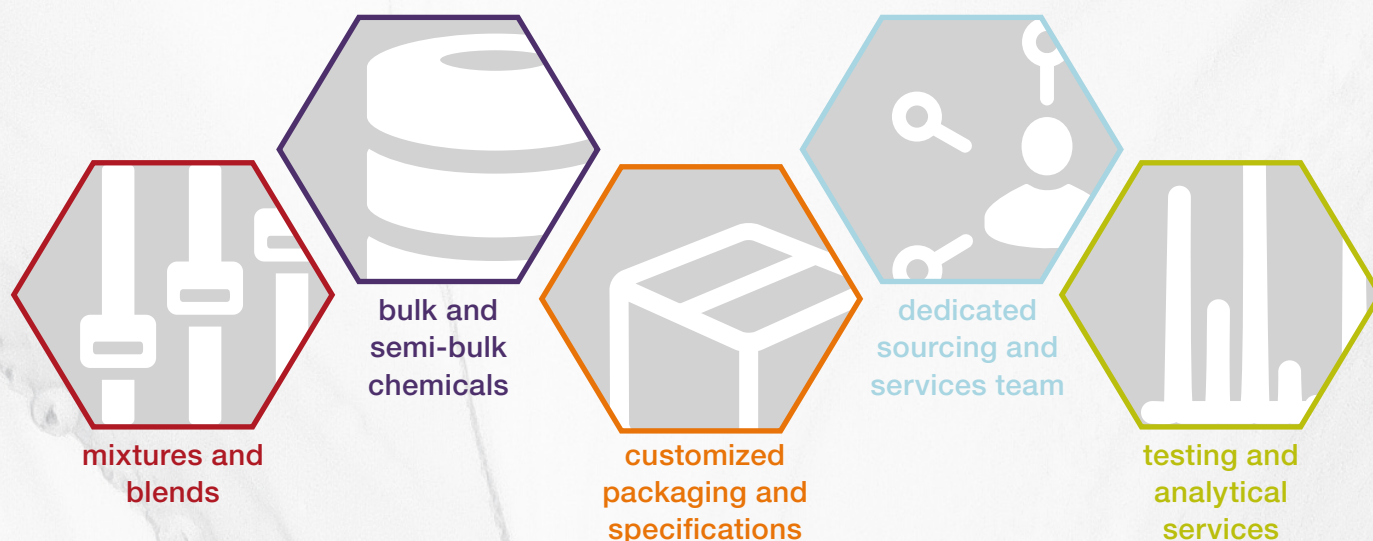 mixtures and
blends
bulk and
semi-bulk
chemicals
customized
packaging and
specifications
dedicated
sourcing and
services team
testing and
analytical
services